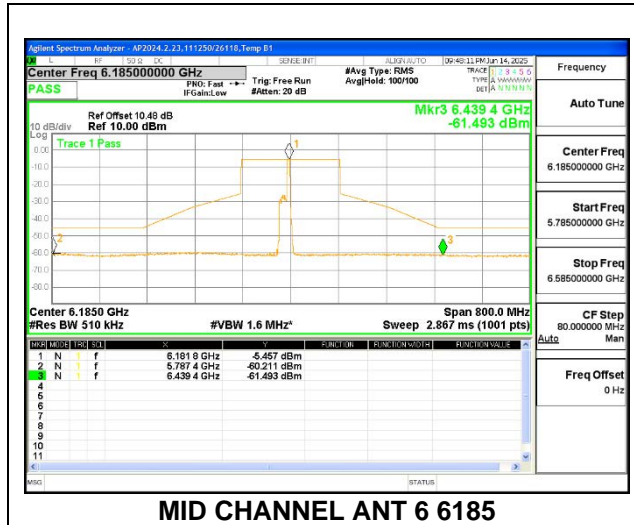 Agilent Spectrum Analyzer - AP2024.2.23,111250/26118,Temp B1
L RF 50 Ω DC SENSE:INT ALIGN AUTO 09:48:11 PM Jun 14, 2025
Center Freq 6.185000000 GHz
PASS
PNO: Fast
IFGain:Low
Trig: Free Run
#Atten: 20 dB
#Avg Type: RMS
Avg|Hold: 100/100
TRACE 1 2 3 4 5 6
TYPE A WWWWW
DET A N N N N N
Ref Offset 10.48 dB
10 dB/div Ref 10.00 dBm
Mkr3 6.439 4 GHz
-61.493 dBm
Log
Trace 1 Pass
0.00
-10.0
-20.0
-30.0
-40.0
-50.0
-60.0
-70.0
-80.0
1
2
3
Center 6.1850 GHz Span 800.0 MHz
#Res BW 510 kHz #VBW 1.6 MHz* Sweep 2.867 ms (1001 pts)
MKR MODE TRC SCL X Y FUNCTION FUNCTION WIDTH FUNCTION VALUE
1 N 1 f 6.181 8 GHz -5.457 dBm
2 N 1 f 5.787 4 GHz -60.211 dBm
3 N 1 f 6.439 4 GHz -61.493 dBm
4
5
6
7
8
9
10
11
MSG STATUS
Frequency
Auto Tune
Center Freq
6.185000000 GHz
Start Freq
5.785000000 GHz
Stop Freq
6.585000000 GHz
CF Step
80.000000 MHz
Auto Man
Freq Offset
0 Hz
MID CHANNEL ANT 6 6185